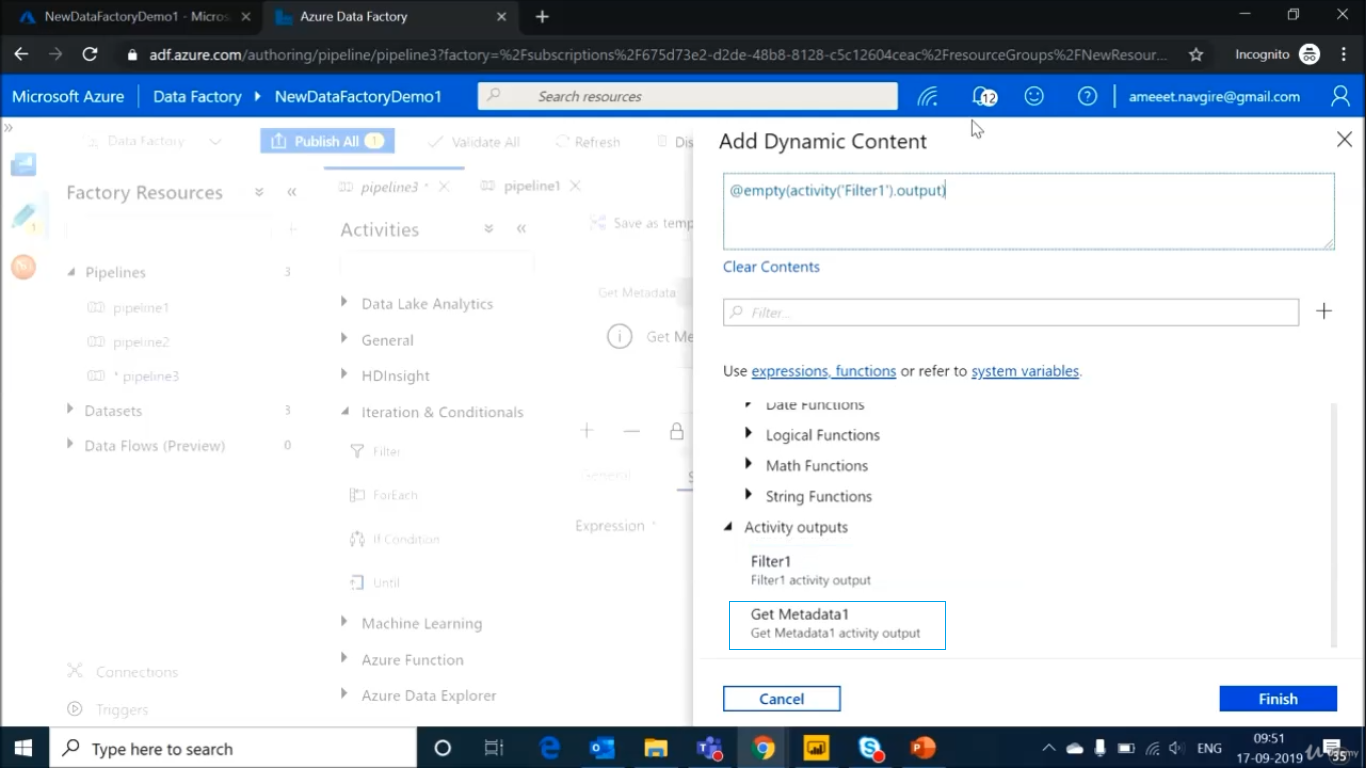 NewDataFactoryDemo1 - Micros
Azure Data Factory
adf.azure.com/authoring/pipeline/pipeline3?factory=%2Fsubscriptions%2F675d73e2-d2de-48b8-8128-c5c12604ceac%2FresourceGroups%2FNewResour...
Incognito
Microsoft Azure
Data Factory
NewDataFactoryDemo1
Search resources
12
ameeet.navgire@gmail.com
Data Factory
Publish All 1
Validate All
Refresh
Dis
Factory Resources
Pipelines 3
pipeline1
pipeline2
* pipeline3
Datasets 3
Data Flows (Preview) 0
Connections
Triggers
1
pipeline3 *
pipeline1
Activities
Data Lake Analytics
General
HDInsight
Iteration & Conditionals
Filter
ForEach
If Condition
Until
Machine Learning
Azure Function
Azure Data Explorer
Save as temp
Get Metadata
Get Me
General
S
Expression *
Add Dynamic Content
@empty(activity('Filter1').output)
Clear Contents
Filter...
Use expressions, functions or refer to system variables.
Date Functions
Logical Functions
Math Functions
String Functions
Activity outputs
Filter1
Filter1 activity output
Get Metadata1
Get Metadata1 activity output
Cancel
Finish
Type here to search
ENG
09:51
17-09-2019
35